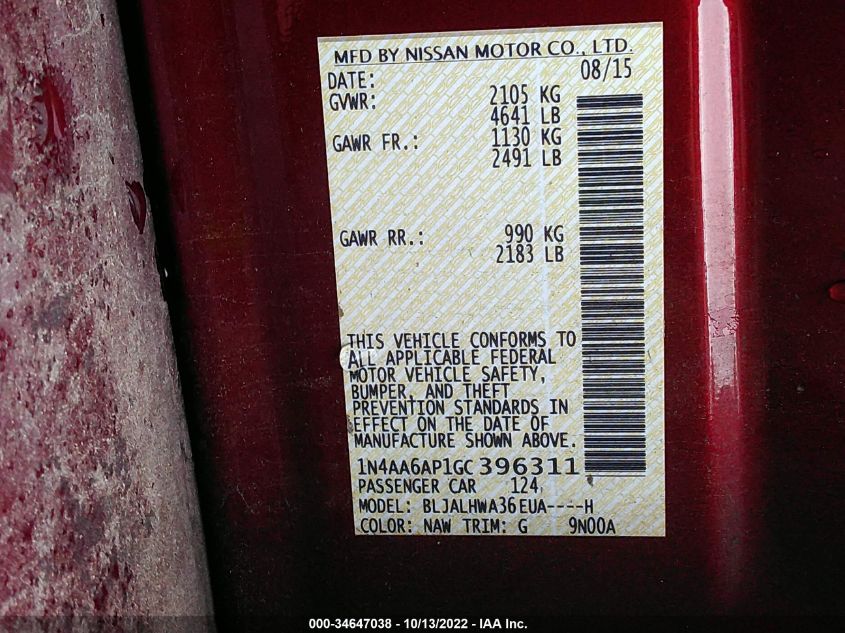 MFD BY NISSAN MOTOR CO., LTD.
DATE: 08/15
GVWR: 2105 KG
4641 LB
GAWR FR.: 1130 KG
2491 LB
GAWR RR.: 990 KG
2183 LB
THIS VEHICLE CONFORMS TO
ALL APPLICABLE FEDERAL
MOTOR VEHICLE SAFETY,
BUMPER, AND THEFT
PREVENTION STANDARDS IN
EFFECT ON THE DATE OF
MANUFACTURE SHOWN ABOVE.
1N4AA6AP1GC396311
PASSENGER CAR 124
MODEL: BLJALHWA36EUA----H
COLOR: NAW TRIM: G 9N00A
000-34647038 - 10/13/2022 - IAA Inc.